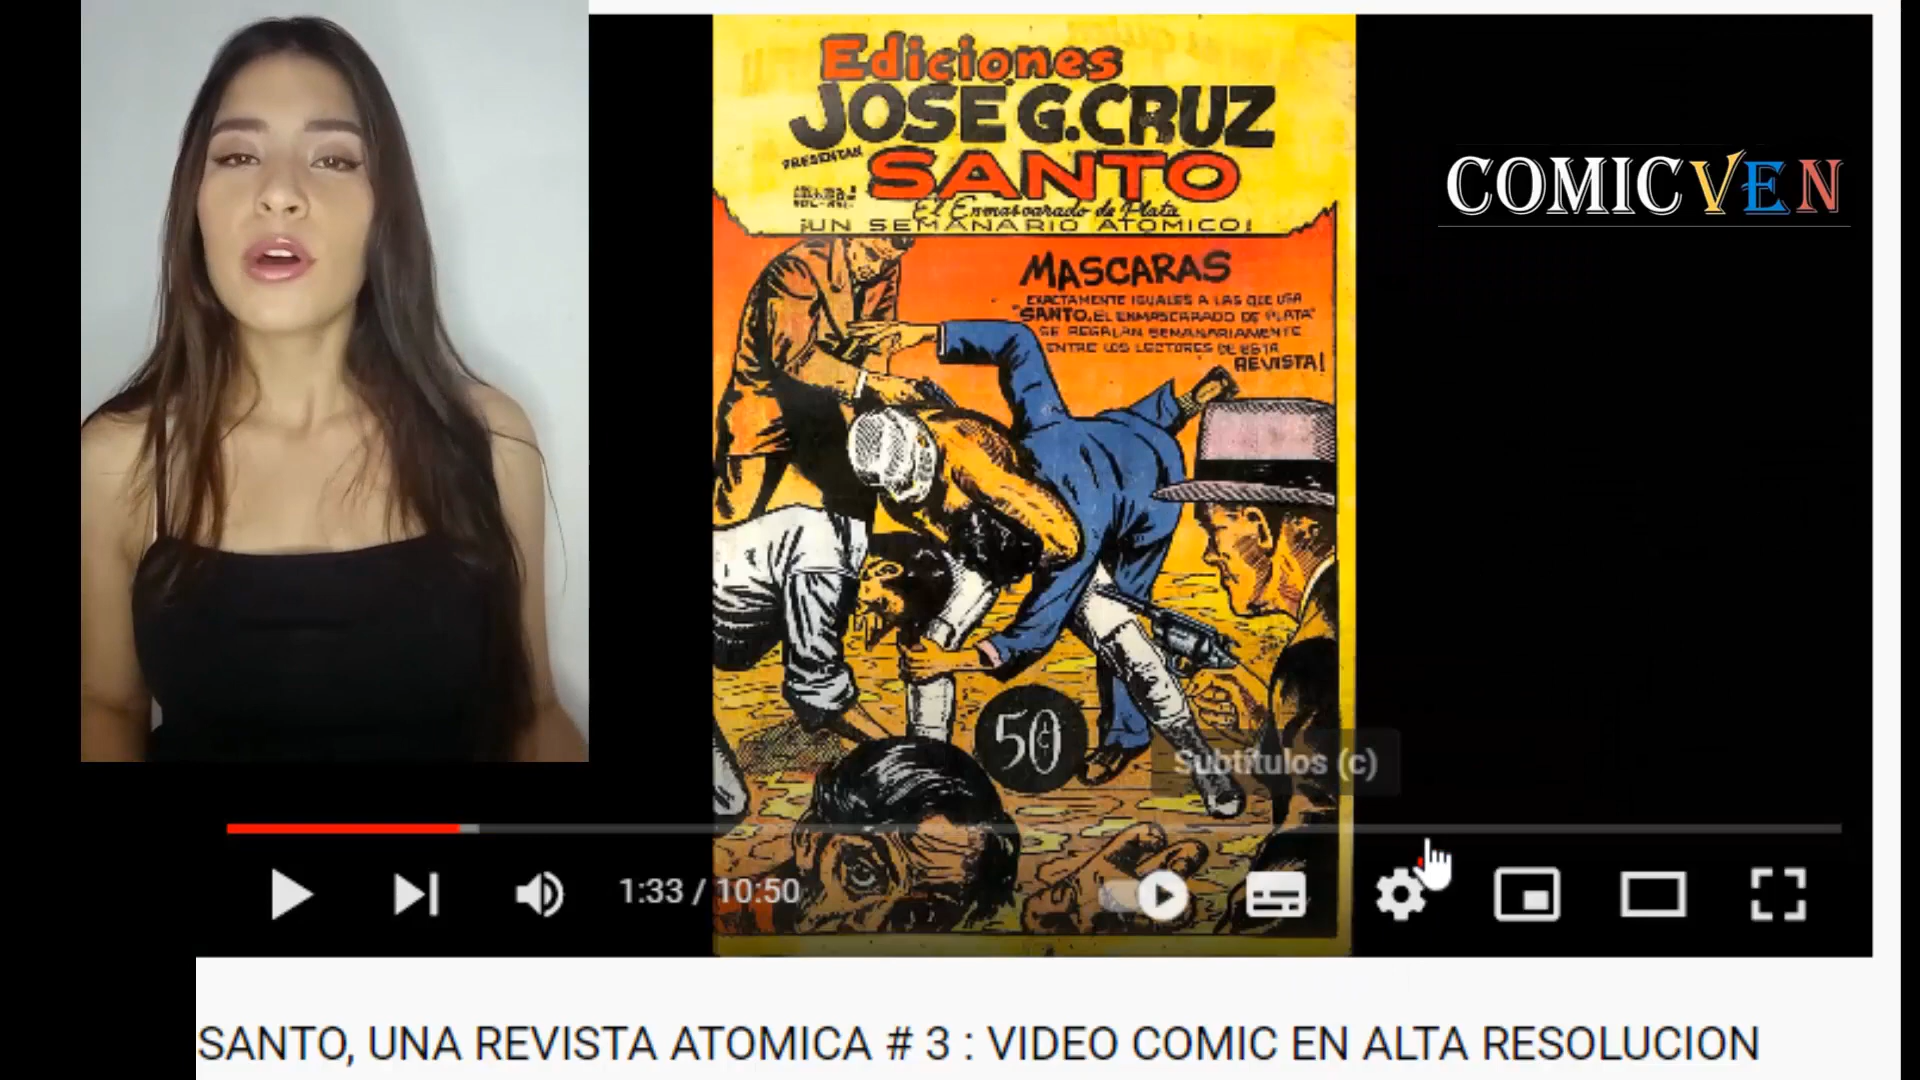 Ediciones
JOSE G. CRUZ
PRESENTAN
SANTO
El Enmascarado de Plata
¡UN SEMANARIO ATOMICO!
COMICVEN
MASCARAS
EXACTAMENTE IGUALES A LAS QUE USA
"SANTO, EL ENMASCARADO DE PLATA"
SE REGALAN SEMANARIAMENTE
ENTRE LOS LECTORES DE ESTA
REVISTA!
50¢
Subtítulos (c)
1:33 / 10:50
SANTO, UNA REVISTA ATOMICA # 3 : VIDEO COMIC EN ALTA RESOLUCION